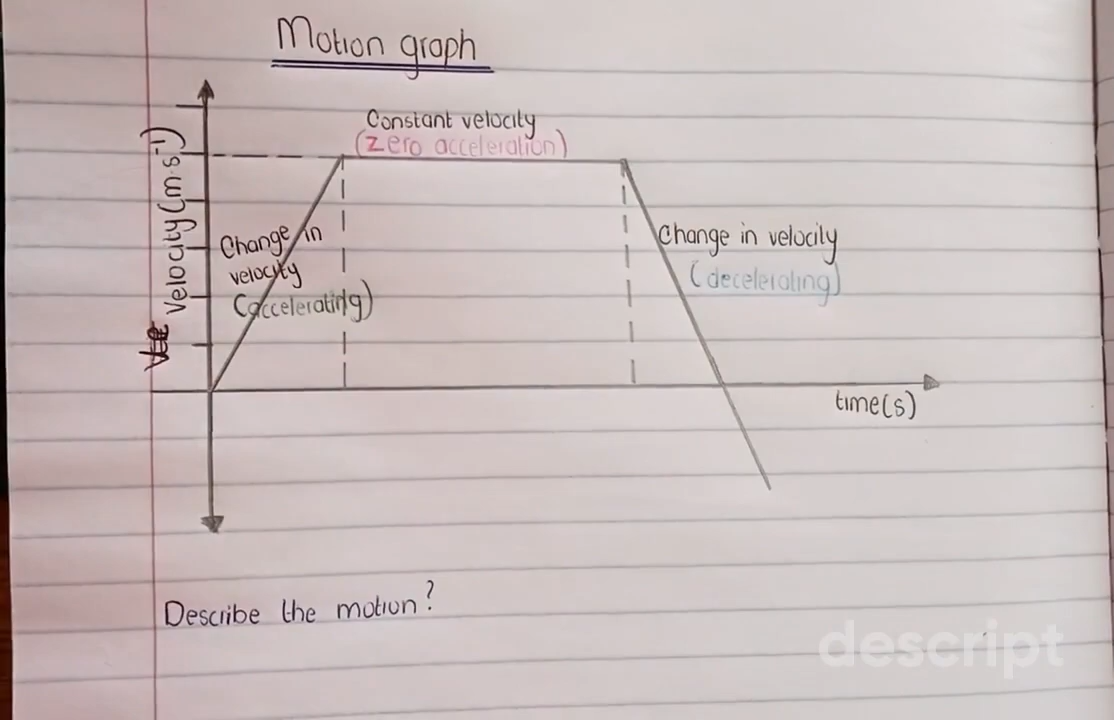 Motion graph
Constant velocity
(zero acceleration)
Velocity (m·s⁻¹)
Change in
velocity
(accelerating)
Change in velocity
(decelerating)
time(s)
Describe the motion?
descript